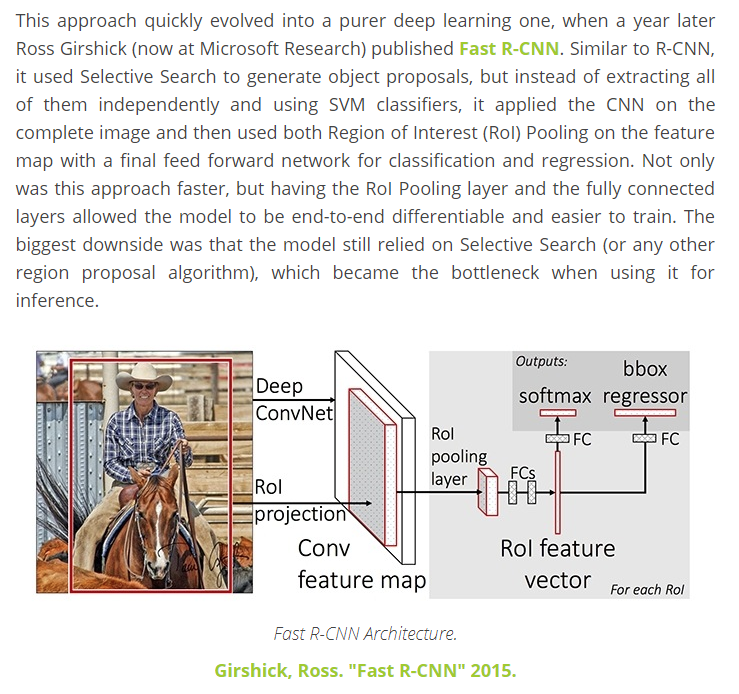 This approach quickly evolved into a purer deep learning one, when a year later
Ross Girshick (now at Microsoft Research) published Fast R-CNN. Similar to R-CNN,
it used Selective Search to generate object proposals, but instead of extracting all
of them independently and using SVM classifiers, it applied the CNN on the
complete image and then used both Region of Interest (RoI) Pooling on the feature
map with a final feed forward network for classification and regression. Not only
was this approach faster, but having the RoI Pooling layer and the fully connected
layers allowed the model to be end-to-end differentiable and easier to train. The
biggest downside was that the model still relied on Selective Search (or any other
region proposal algorithm), which became the bottleneck when using it for
inference.
Deep
ConvNet
RoI
projection
Conv
feature map
RoI
pooling
layer
FCs
Outputs:
softmax
bbox
regressor
FC
FC
RoI feature
vector
For each RoI
Fast R-CNN Architecture.
Girshick, Ross. "Fast R-CNN" 2015.